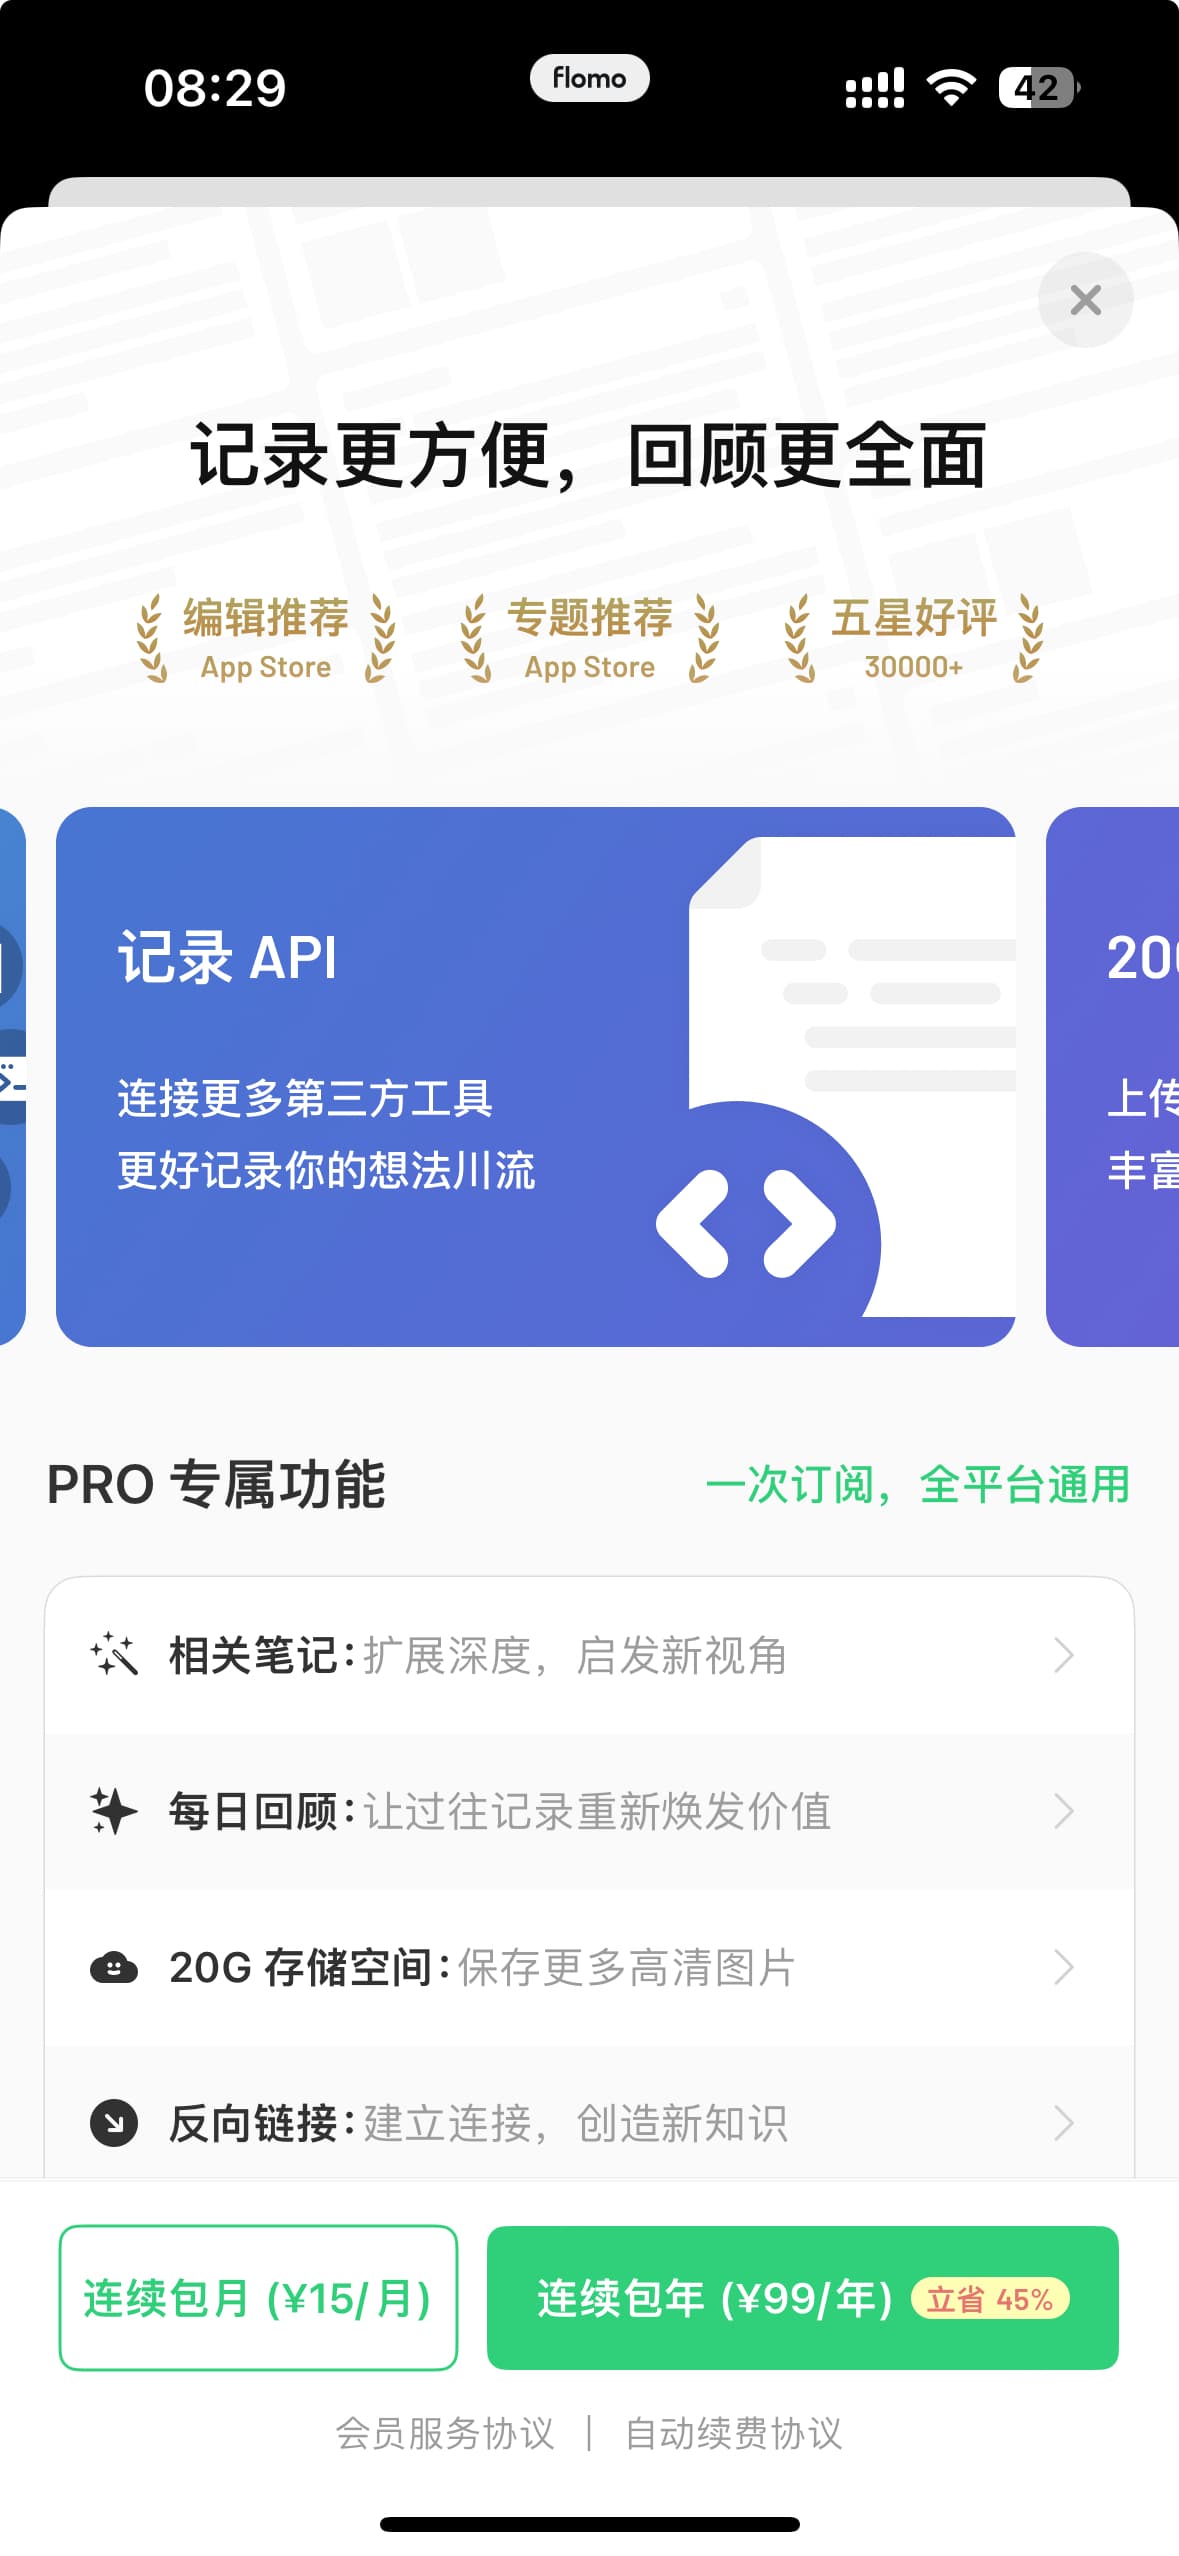 08:29
flomo
42
记录更方便，回顾更全面
编辑推荐
App Store
专题推荐
App Store
五星好评
30000+
记录 API
连接更多第三方工具
更好记录你的想法川流
上传
丰富
PRO 专属功能
一次订阅，全平台通用
相关笔记：扩展深度，启发新视角
每日回顾：让过往记录重新焕发价值
20G 存储空间：保存更多高清图片
反向链接：建立连接，创造新知识
连续包月 (¥15/月)
连续包年 (¥99/年) 立省 45%
会员服务协议 | 自动续费协议